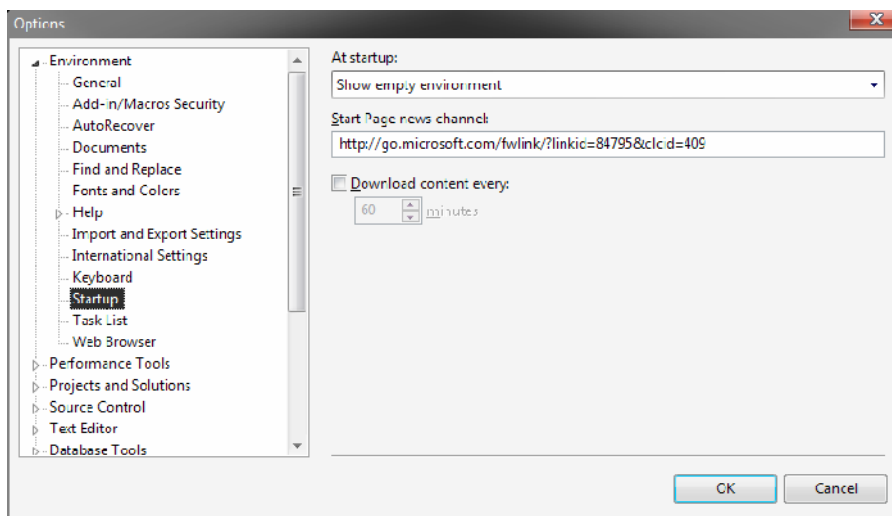 Options
Environment
General
Add-in/Macros Security
AutoRecover
Documents
Find and Replace
Fonts and Colors
Help
Import and Export Settings
International Settings
Keyboard
Startup
Task List
Web Browser
Performance Tools
Projects and Solutions
Source Control
Text Editor
Database Tools
At startup:
Show empty environment
Start Page news channel:
http://go.microsoft.com/fwlink/?linkid=84795&clcid=409
Download content every:
60 minutes
OK Cancel